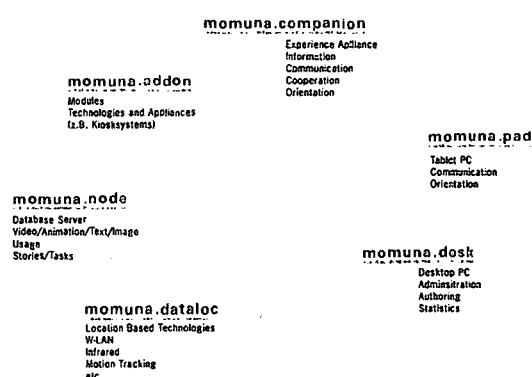 momuna.companion
Experience Appliance
Information
Communication
Cooperation
Orientation
momuna.addon
Modules
Technologies and Appliances
(z.B. Kiosksystems)
momuna.pad
Tablet PC
Communication
Orientation
momuna.node
Database Server
Video/Animation/Text/Image
Usage
Stories/Tasks
momuna.desk
Desktop PC
Adminsitration
Authoring
Statistics
momuna.dataloc
Location Based Technologies
W-LAN
Infrared
Motion Tracking
etc